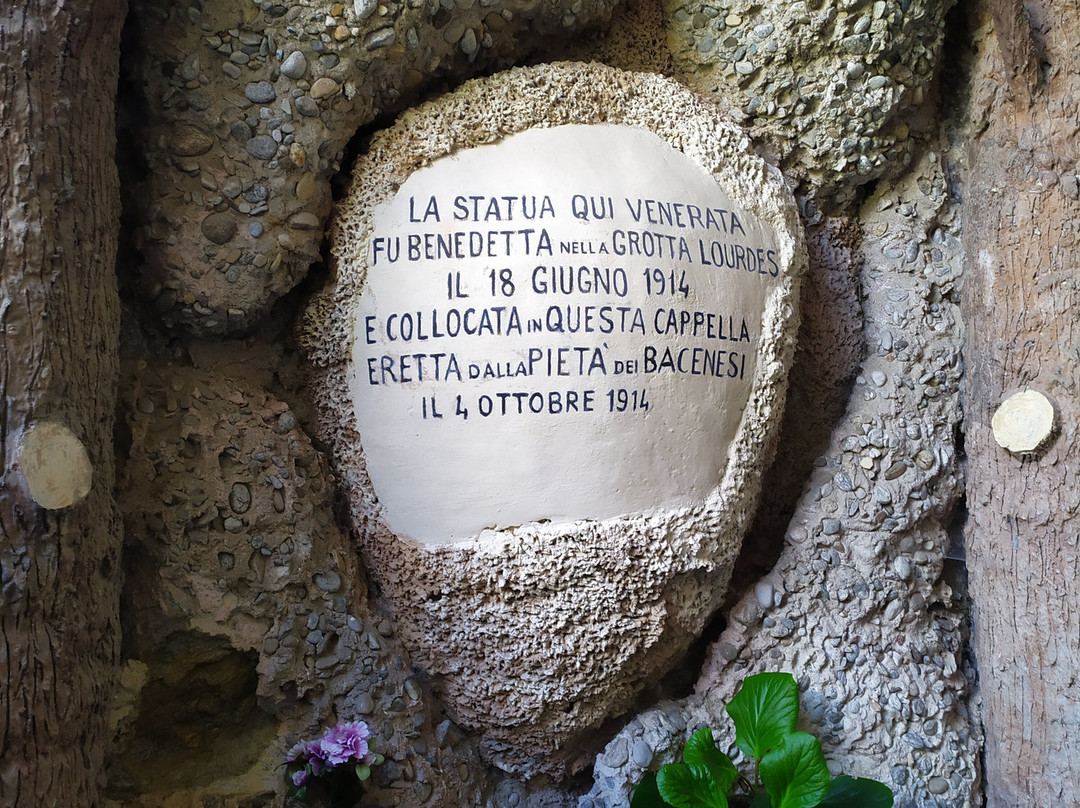 LA STATUA QUI VENERATA
FU BENEDETTA NELLA GROTTA LOURDES
IL 18 GIUGNO 1914
E COLLOCATA IN QUESTA CAPPELLA
ERETTA DALLA PIETA' DEI BACENESI
IL 4 OTTOBRE 1914